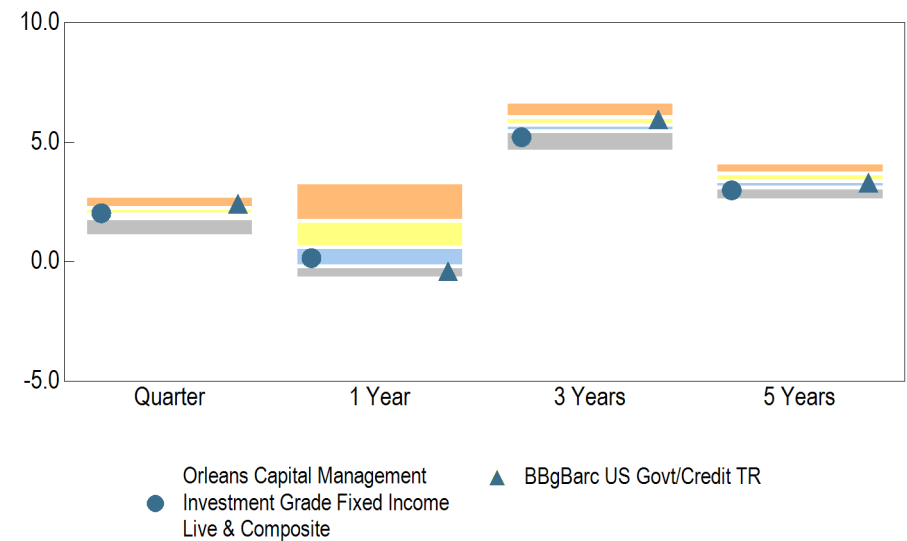 10.0
5.0
0.0
-5.0
Quarter
1 Year
3 Years
5 Years
Orleans Capital Management
Investment Grade Fixed Income
Live & Composite
BBgBarc US Govt/Credit TR